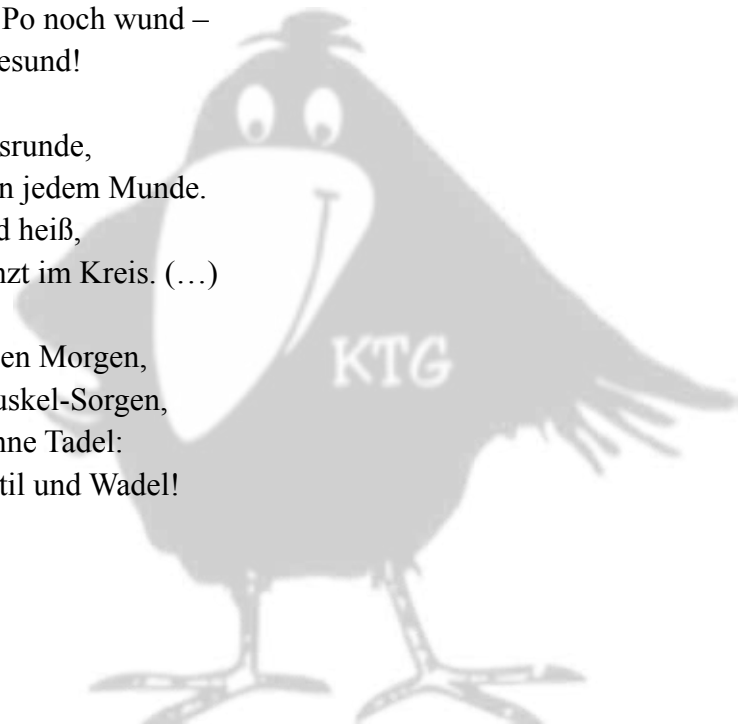 Po noch wund –
esund!
srunde,
n jedem Munde.
d heiß,
nzt im Kreis. (…)
en Morgen,
uskel-Sorgen,
nne Tadel:
til und Wadel!
KTG